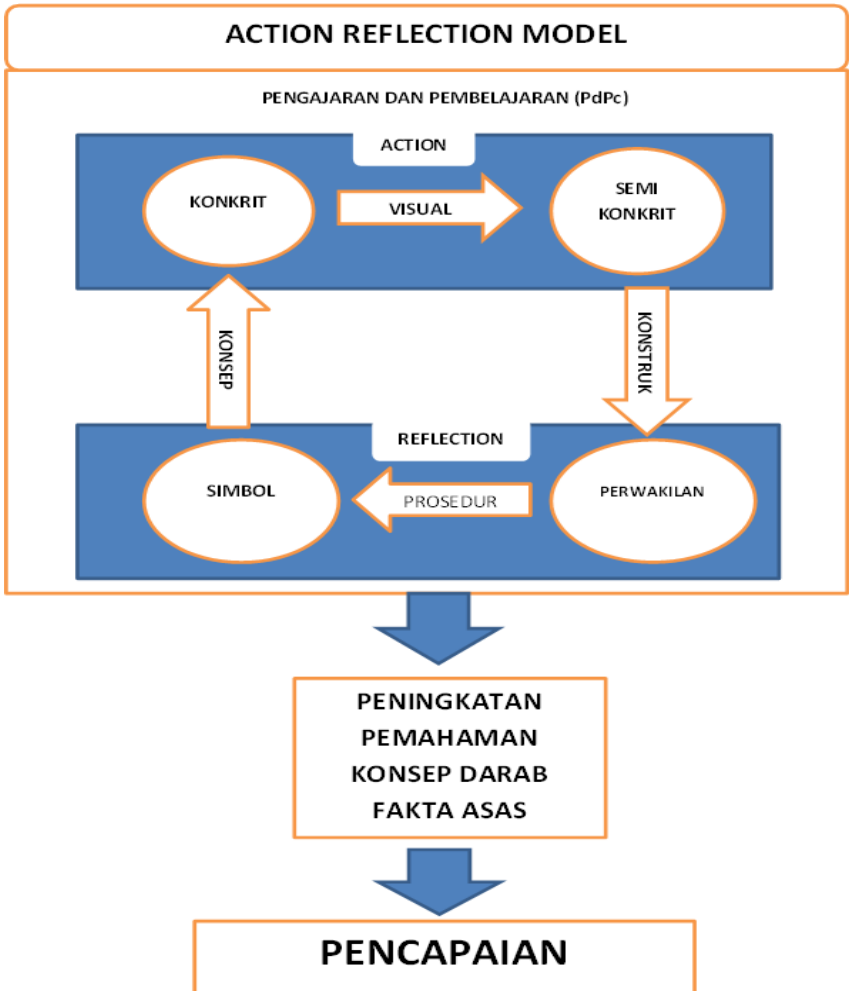 ACTION REFLECTION MODEL
PENGAJARAN DAN PEMBELAJARAN (PdPc)
ACTION
KONKRIT
VISUAL
SEMI
KONKRIT
KONSEP
KONSTRUK
REFLECTION
SIMBOL
PROSEDUR
PERWAKILAN
PENINGKATAN
PEMAHAMAN
KONSEP DARAB
FAKTA ASAS
PENCAPAIAN